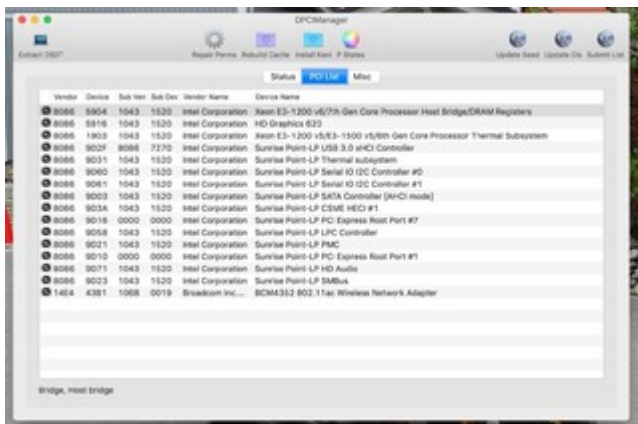 DPCIManager
Extract DSDT Repair Perms Rebuild Cache Install Kext P States Update Seed Update IDs Submit List
Status PCI List Misc
Vendor Device Sub Ven Sub Dev Vendor Name Device Name
8086 5904 1043 1520 Intel Corporation Xeon E3-1200 v6/7th Gen Core Processor Host Bridge/DRAM Registers
8086 5916 1043 1520 Intel Corporation HD Graphics 620
8086 1903 1043 1520 Intel Corporation Xeon E3-1200 v5/E3-1500 v5/6th Gen Core Processor Thermal Subsystem
8086 9D2F 8086 7270 Intel Corporation Sunrise Point-LP USB 3.0 xHCI Controller
8086 9D31 1043 1520 Intel Corporation Sunrise Point-LP Thermal subsystem
8086 9D60 1043 1520 Intel Corporation Sunrise Point-LP Serial IO I2C Controller #0
8086 9D61 1043 1520 Intel Corporation Sunrise Point-LP Serial IO I2C Controller #1
8086 9D03 1043 1520 Intel Corporation Sunrise Point-LP SATA Controller [AHCI mode]
8086 9D3A 1043 1520 Intel Corporation Sunrise Point-LP CSME HECI #1
8086 9D16 0000 0000 Intel Corporation Sunrise Point-LP PCI Express Root Port #7
8086 9D58 1043 1520 Intel Corporation Sunrise Point-LP LPC Controller
8086 9D21 1043 1520 Intel Corporation Sunrise Point-LP PMC
8086 9D10 0000 0000 Intel Corporation Sunrise Point-LP PCI Express Root Port #1
8086 9D71 1043 1520 Intel Corporation Sunrise Point-LP HD Audio
8086 9D23 1043 1520 Intel Corporation Sunrise Point-LP SMBus
14E4 43B1 106B 0019 Broadcom Inc.... BCM4352 802.11ac Wireless Network Adapter
Bridge, Host bridge